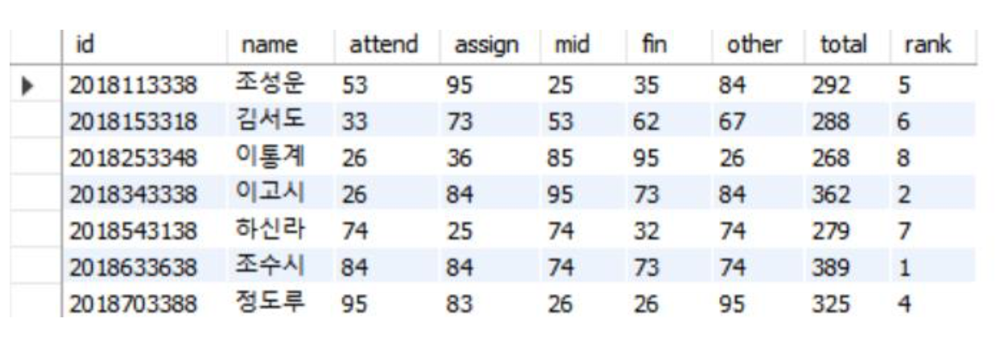 id name attend assign mid fin other total rank
2018113338 조성운 53 95 25 35 84 292 5
2018153318 김서도 33 73 53 62 67 288 6
2018253348 이통계 26 36 85 95 26 268 8
2018343338 이고시 26 84 95 73 84 362 2
2018543138 하신라 74 25 74 32 74 279 7
2018633638 조수시 84 84 74 73 74 389 1
2018703388 정도루 95 83 26 26 95 325 4